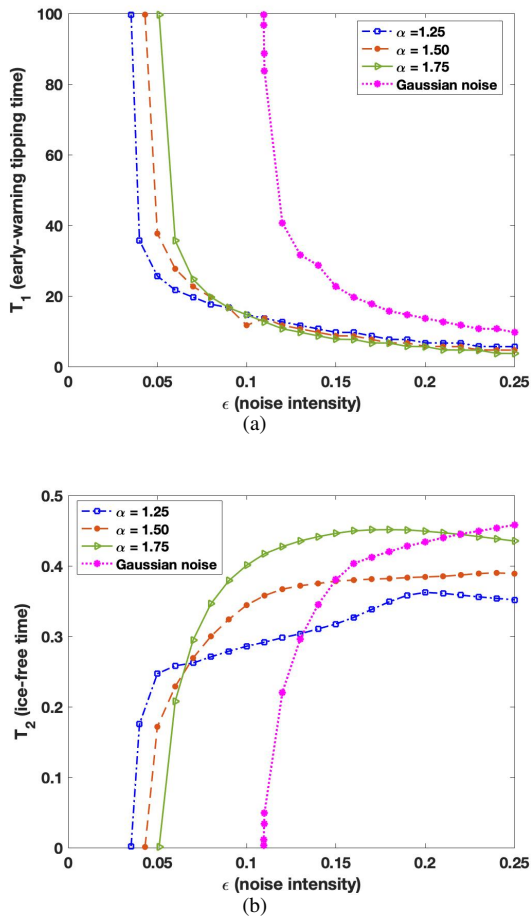 100
80
60
40
20
0
T1 (early-warning tipping time)
α =1.25
α = 1.50
α = 1.75
Gaussian noise
0 0.05 0.1 0.15 0.2 0.25
ϵ (noise intensity)
(a)
0.5
0.4
0.3
0.2
0.1
0
T2 (ice-free time)
α = 1.25
α = 1.50
α = 1.75
Gaussian noise
0 0.05 0.1 0.15 0.2 0.25
ϵ (noise intensity)
(b)